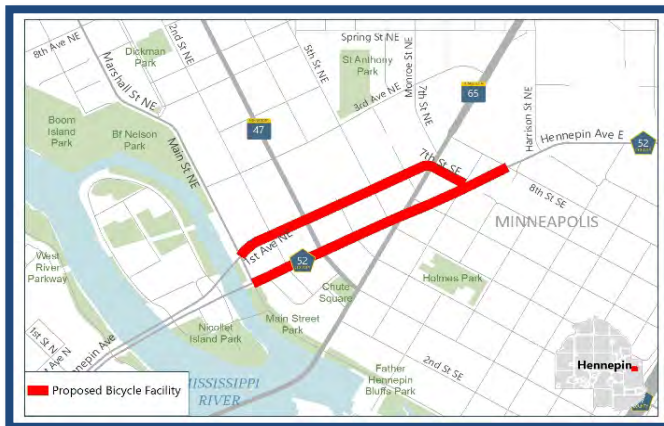 8th Ave NE
Dickman
Park
2nd St NE
Marshall St NE
Spring St NE
5th St NE
St Anthony
Park
Monroe St NE
7th St NE
3rd Ave NE
65
47
Harrison St NE
Hennepin Ave E
52
Boom
Island
Park
Bf Nelson
Park
Main St NE
7th St SE
8th St SE
MINNEAPOLIS
1st Ave NE
52
West
River
Parkway
Holmes Park
Chute
Square
Main Street
Park
Nicollet
Island Park
1st St N
Ave N
nnepin Ave
2nd St SE
Father
Hennepin
Bluffs Park
MISSISSIPPI
RIVER
Proposed Bicycle Facility
Hennepin